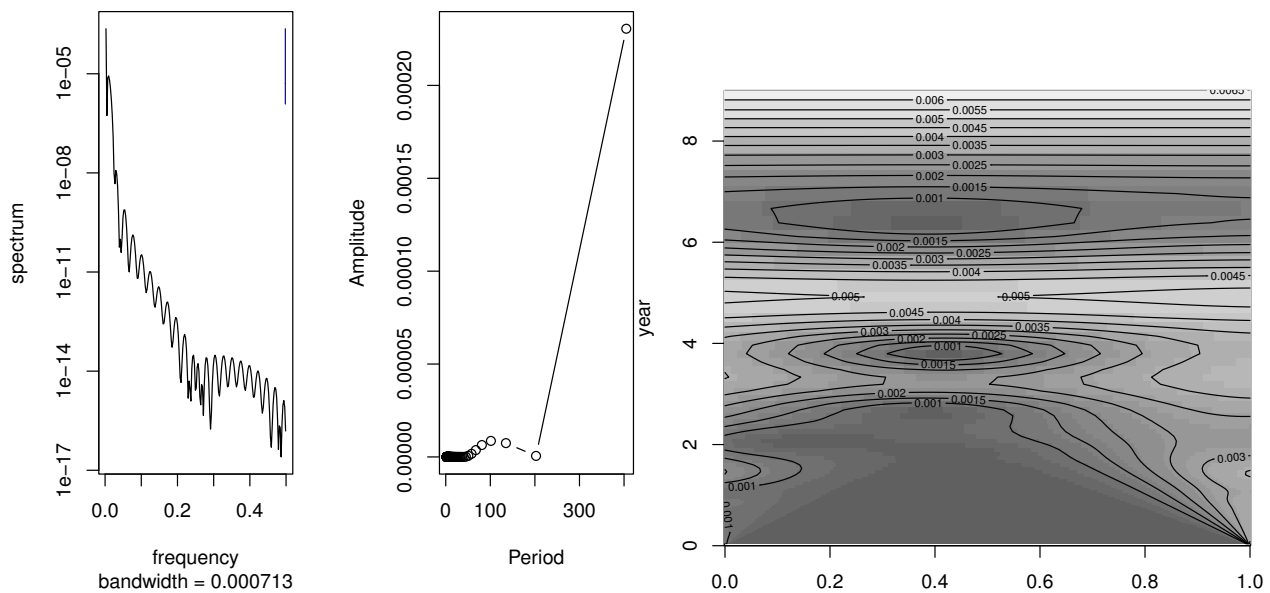 spectrum
1e−05
1e−08
1e−11
1e−14
1e−17
0.0 0.2 0.4
frequency
bandwidth = 0.000713
Amplitude
0.00020
0.00015
0.00010
0.00005
0.00000
0 100 300
Period
year
8
6
4
2
0
0.0 0.2 0.4 0.6 0.8 1.0
0.0065
0.006
0.0055
0.005
0.0045
0.004
0.0035
0.003
0.0025
0.002
0.0015
0.001
0.0015
0.002 0.0025
0.003
0.0035
0.004
0.0045
0.005 0.005
0.0045
0.004
0.0035
0.003 0.0025
0.002
0.001
0.0015
0.002
0.001 0.0015
0.003
0.001
0.001